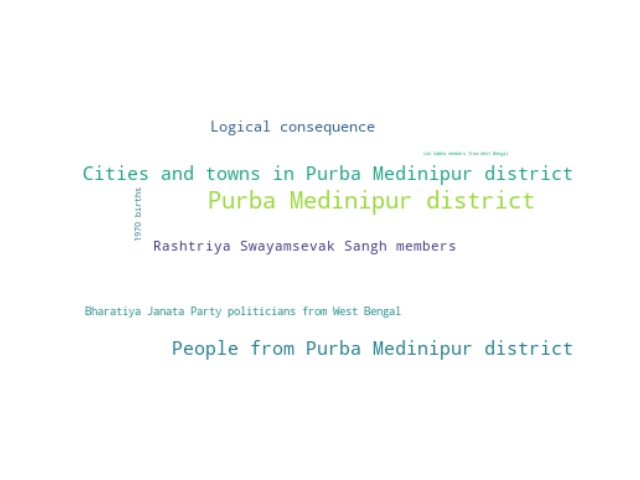 Logical consequence
Lok Sabha members from West Bengal
Cities and towns in Purba Medinipur district
Purba Medinipur district
1970 births
Rashtriya Swayamsevak Sangh members
Bharatiya Janata Party politicians from West Bengal
People from Purba Medinipur district